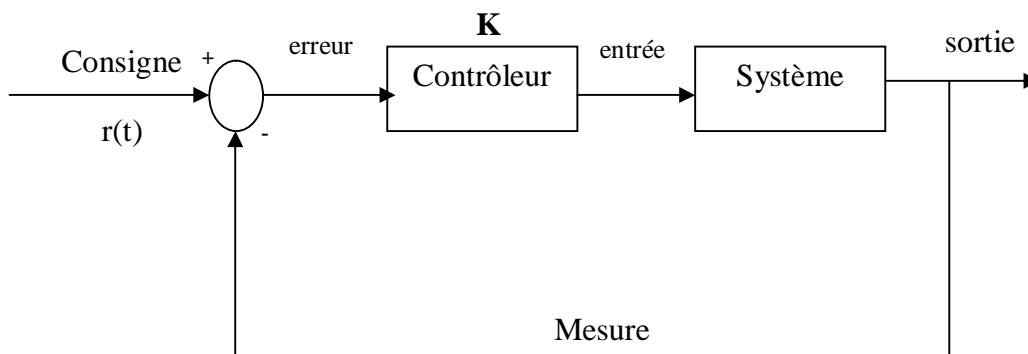 K
Consigne
+
erreur
Contrôleur
entrée
Système
sortie
r(t)
-
Mesure